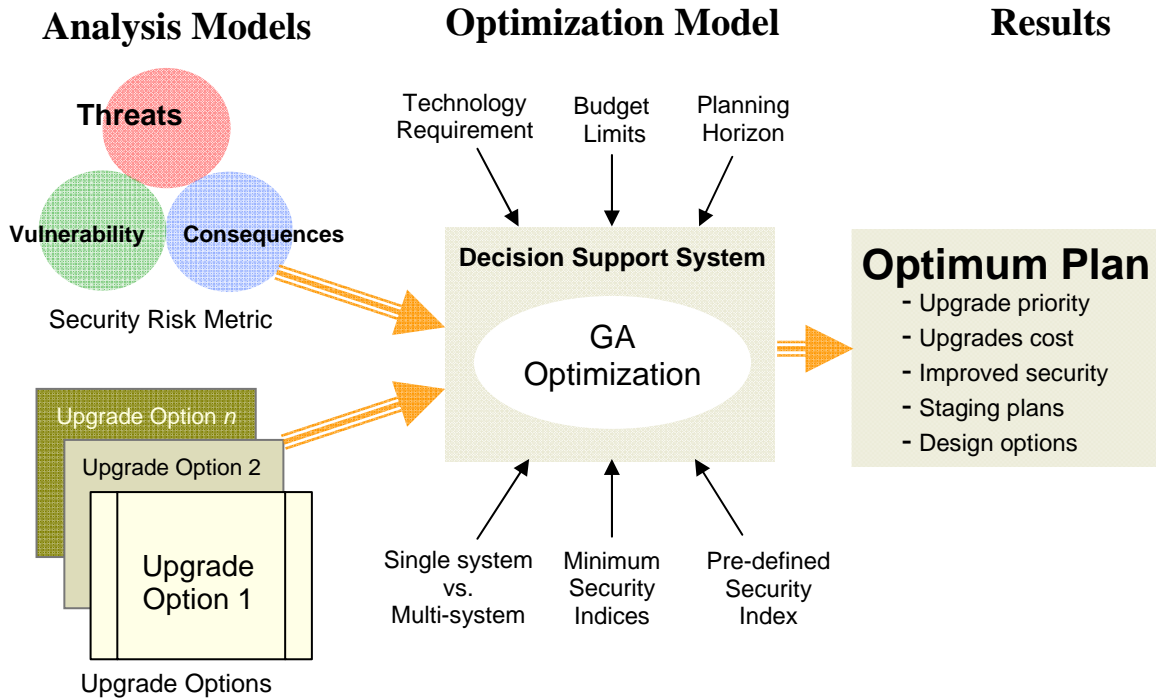 Analysis Models
Optimization Model
Results
Threats
Vulnerability
Consequences
Security Risk Metric
Upgrade Option n
Upgrade Option 2
Upgrade
Option 1
Upgrade Options
Technology
Requirement
Budget
Limits
Planning
Horizon
Decision Support System
GA
Optimization
Single system
vs.
Multi-system
Minimum
Security
Indices
Pre-defined
Security
Index
Optimum Plan
- Upgrade priority
- Upgrades cost
- Improved security
- Staging plans
- Design options